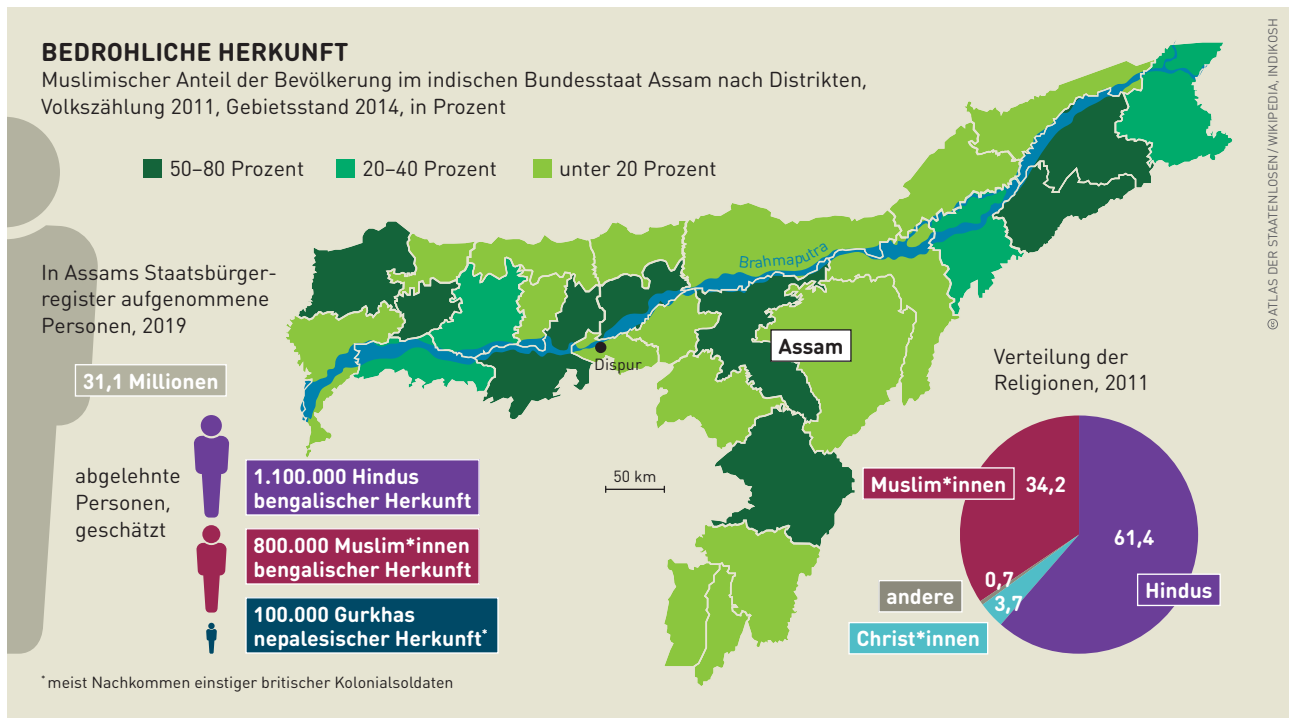 BEDROHLICHE HERKUNFT
Muslimischer Anteil der Bevölkerung im indischen Bundesstaat Assam nach Distrikten,
Volkszählung 2011, Gebietsstand 2014, in Prozent
50–80 Prozent
20–40 Prozent
unter 20 Prozent
In Assams Staatsbürger-
register aufgenommene
Personen, 2019
31,1 Millionen
abgelehnte
Personen,
geschätzt
1.100.000 Hindus
bengalischer Herkunft
800.000 Muslim*innen
bengalischer Herkunft
100.000 Gurkhas
nepalesischer Herkunft*
*meist Nachkommen einstiger britischer Kolonialsoldaten
Brahmaputra
Assam
Dispur
50 km
Verteilung der
Religionen, 2011
Muslim*innen
34,2
61,4
Hindus
0,7
andere
3,7
Christ*innen
© ATLAS DER STAATENLOSEN / WIKIPEDIA, INDIKOSH